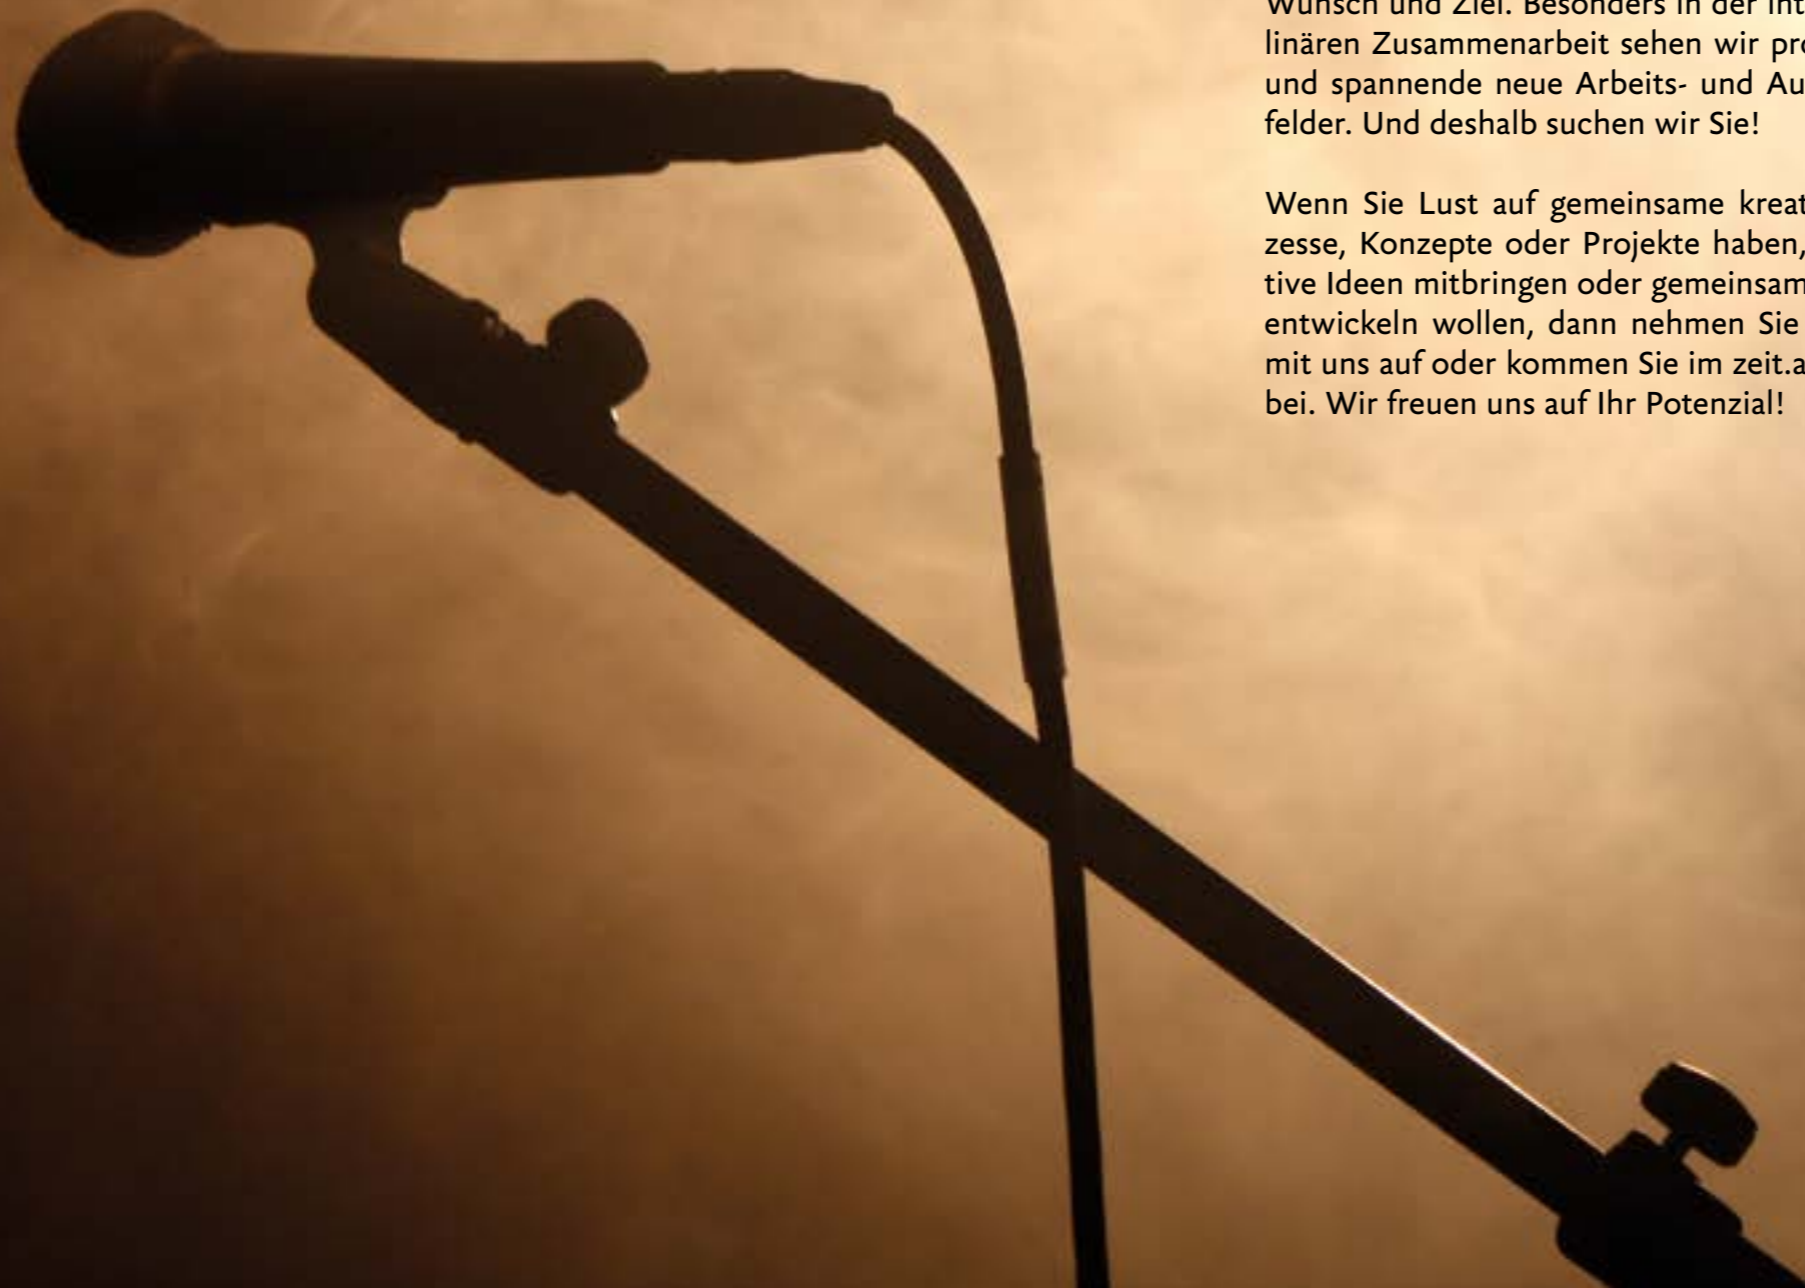 Wunsch und Ziel. Besonders in der int
linären Zusammenarbeit sehen wir pro
und spannende neue Arbeits- und Au
felder. Und deshalb suchen wir Sie!
Wenn Sie Lust auf gemeinsame kreat
zesse, Konzepte oder Projekte haben,
tive Ideen mitbringen oder gemeinsam
entwickeln wollen, dann nehmen Sie
mit uns auf oder kommen Sie im zeit.a
bei. Wir freuen uns auf Ihr Potenzial!